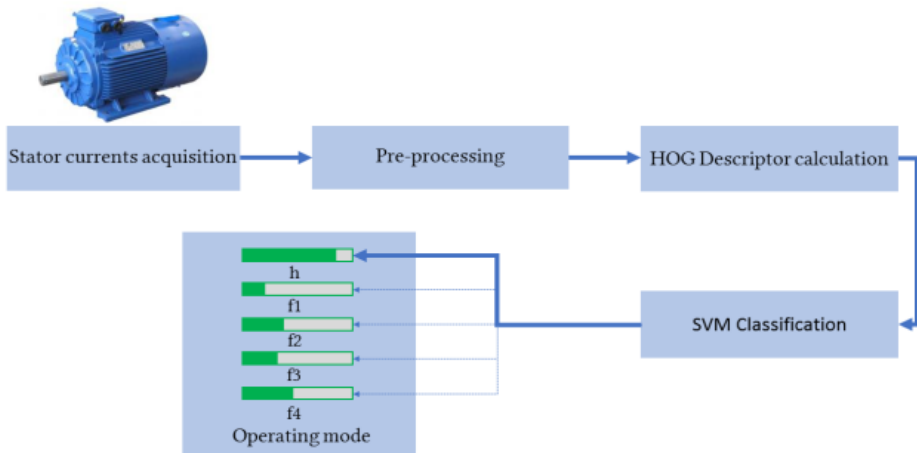 Stator currents acquisition
Pre-processing
HOG Descriptor calculation
SVM Classification
h
f1
f2
f3
f4
Operating mode